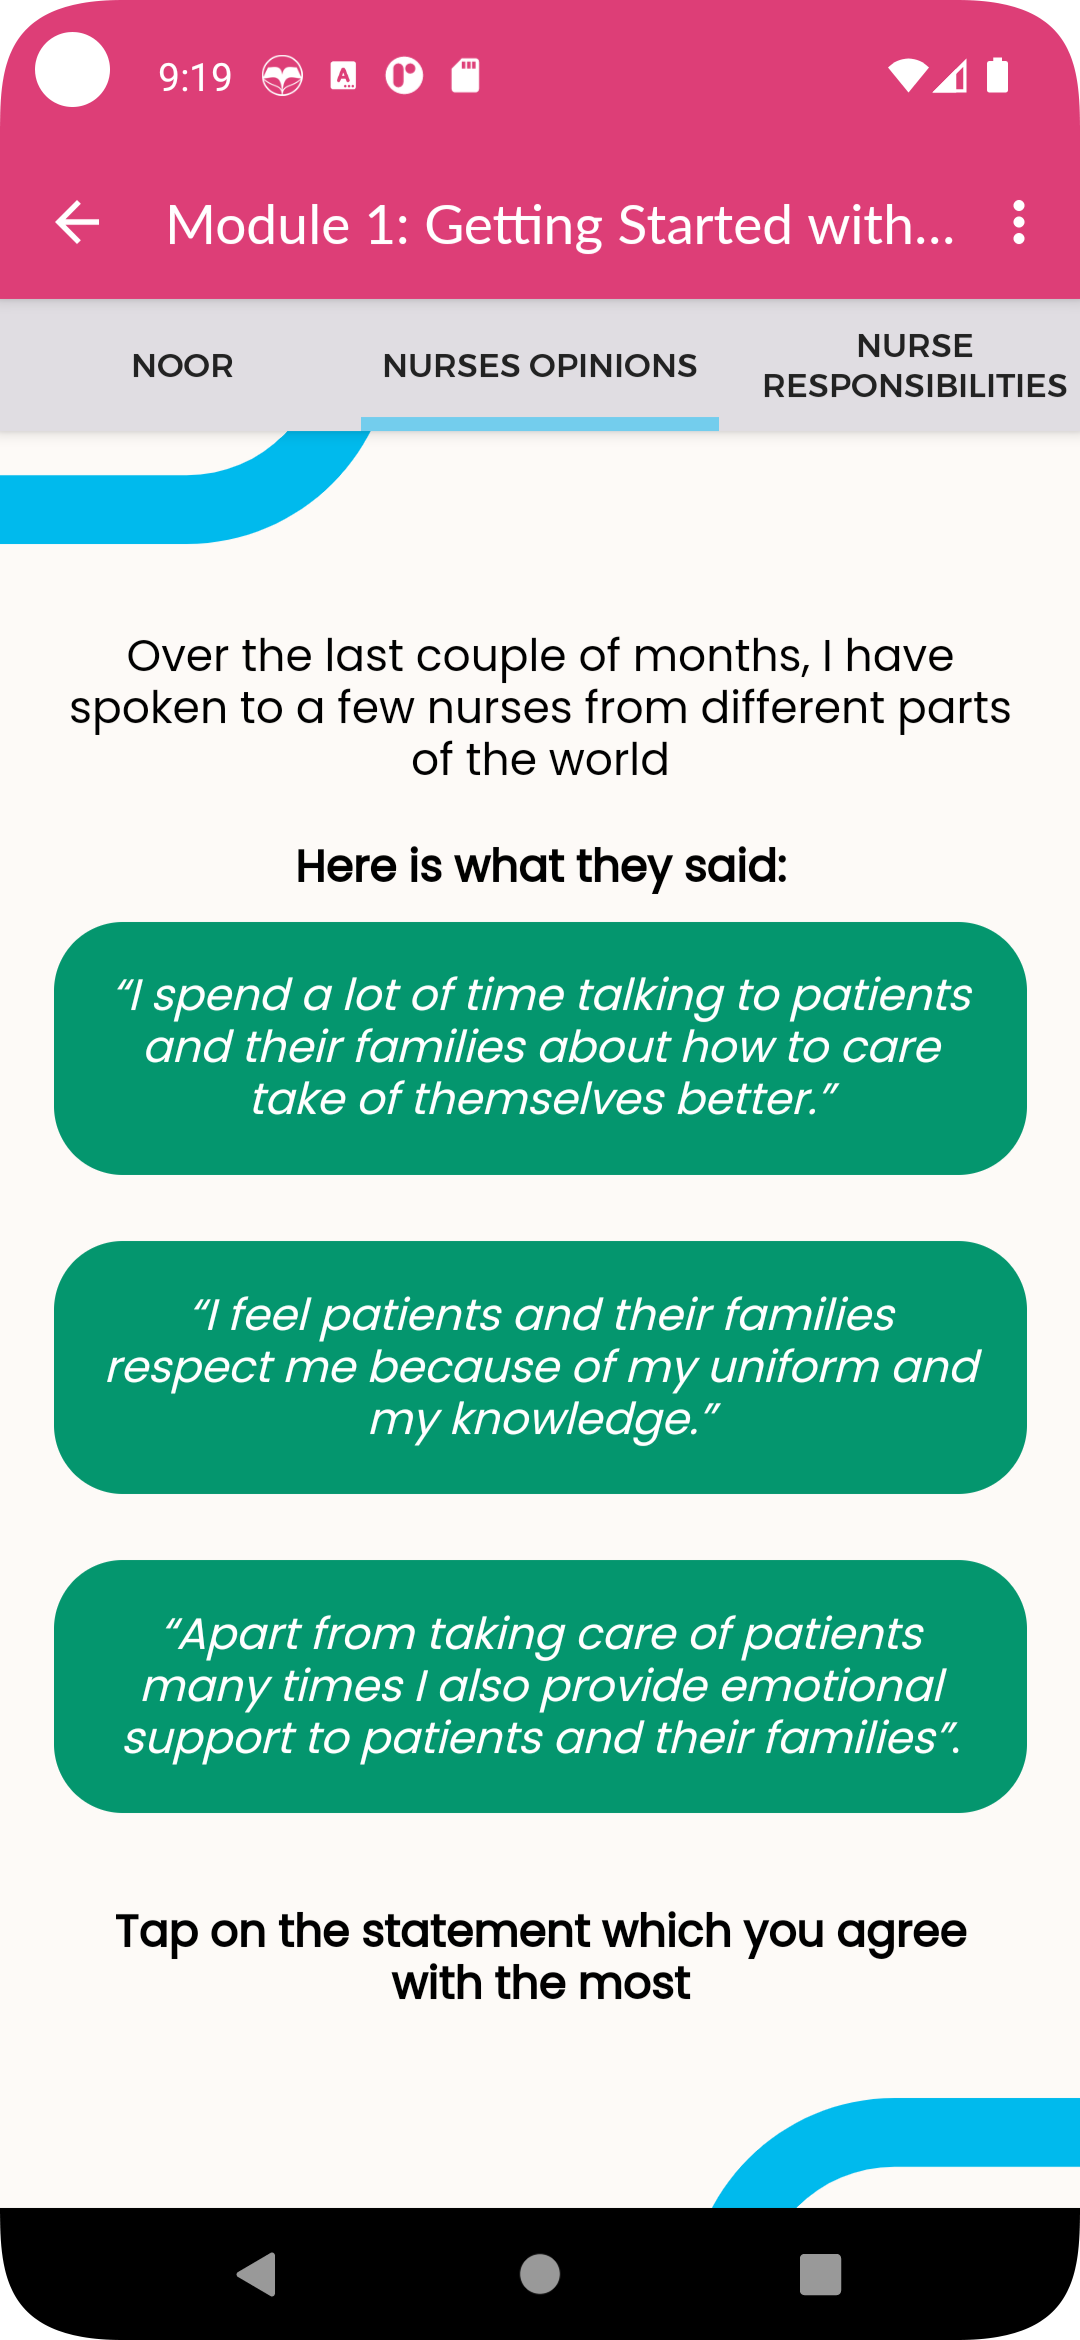 9:19
Module 1: Getting Started with...
NOOR
NURSES OPINIONS
NURSE
RESPONSIBILITIES
Over the last couple of months, I have
spoken to a few nurses from different parts
of the world
Here is what they said:
“I spend a lot of time talking to patients
and their families about how to care
take of themselves better.”
“I feel patients and their families
respect me because of my uniform and
my knowledge.”
“Apart from taking care of patients
many times I also provide emotional
support to patients and their families”.
Tap on the statement which you agree
with the most